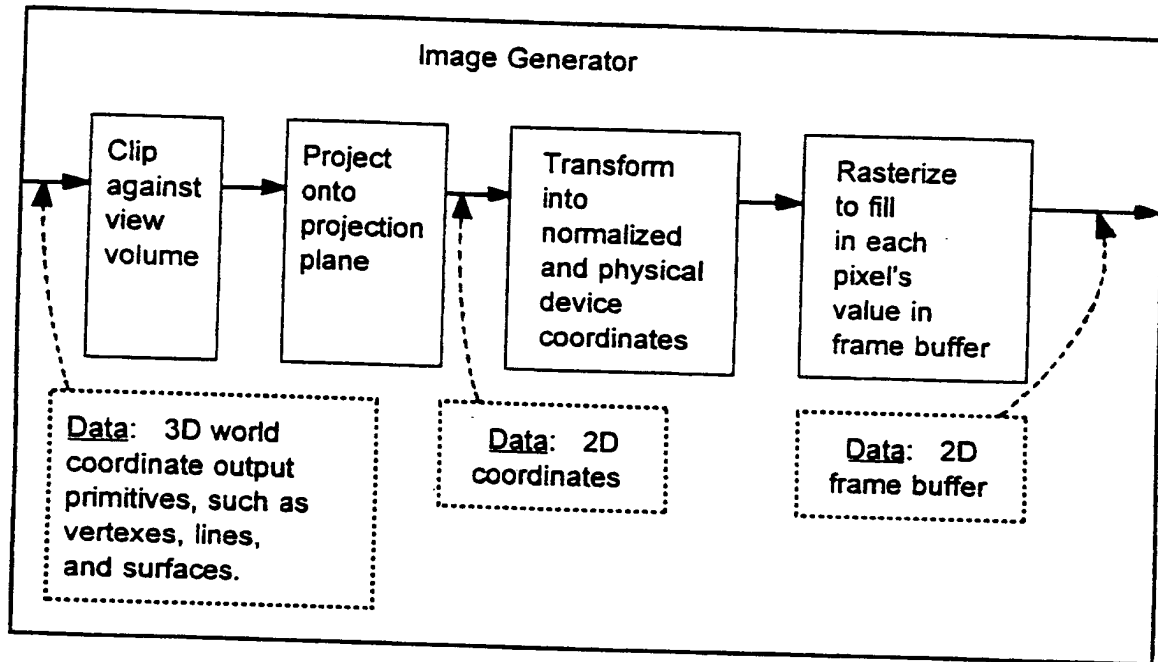 Image Generator
Clip
against
view
volume
Project
onto
projection
plane
Transform
into
normalized
and physical
device
coordinates
Rasterize
to fill
in each
pixel's
value in
frame buffer
Data: 3D world
coordinate output
primitives, such as
vertexes, lines,
and surfaces.
Data: 2D
coordinates
Data: 2D
frame buffer